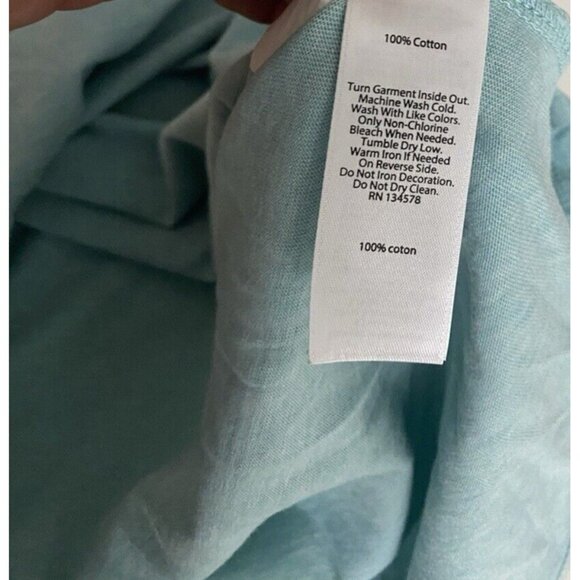 100% Cotton
Turn Garment Inside Out.
Machine Wash Cold.
Wash With Like Colors.
Only Non-Chlorine
Bleach When Needed.
Tumble Dry Low.
Warm Iron If Needed
On Reverse Side.
Do Not Iron Decoration.
Do Not Dry Clean.
RN 134578
100% coton